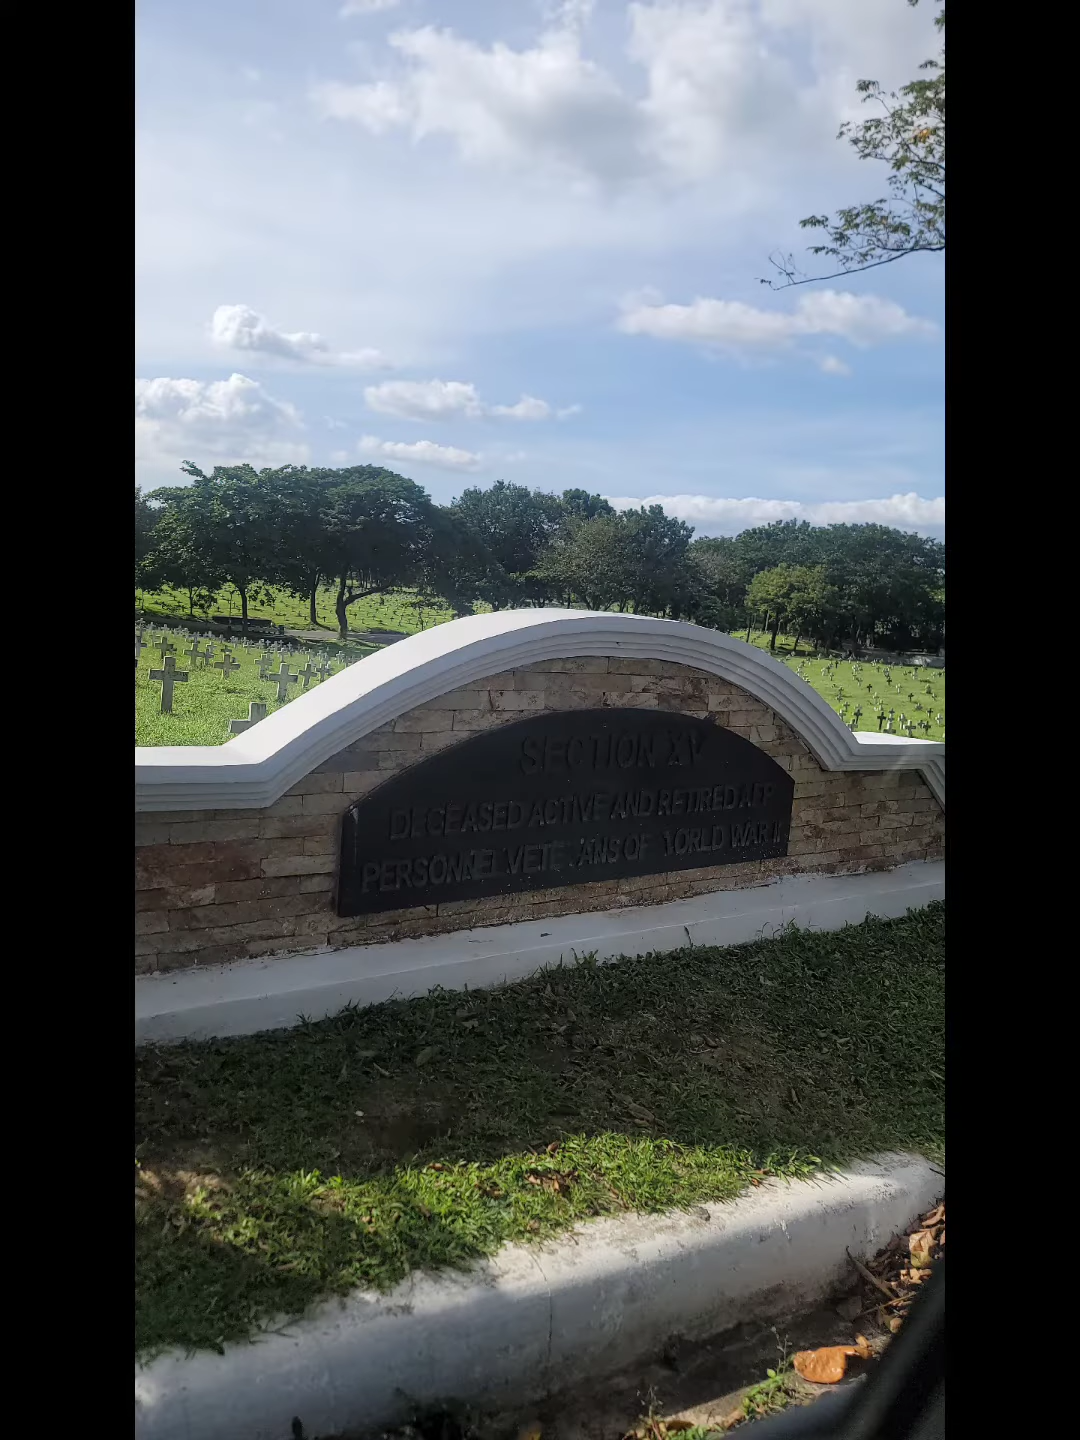 SECTION XV
DECEASED ACTIVE AND RETIRED AFP
PERSONNEL VETERANS OF WORLD WAR II